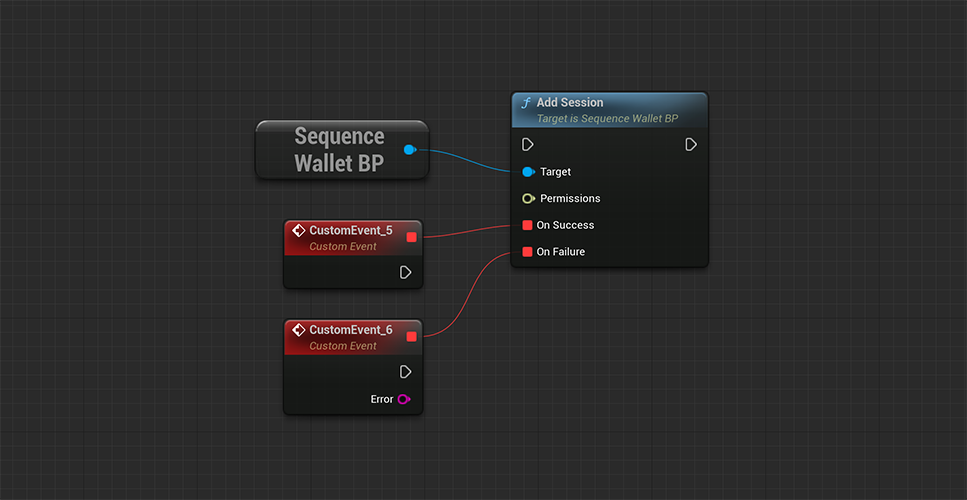 Sequence
Wallet BP
Add Session
Target is Sequence Wallet BP
Target
Permissions
On Success
On Failure
CustomEvent_5
Custom Event
CustomEvent_6
Custom Event
Error